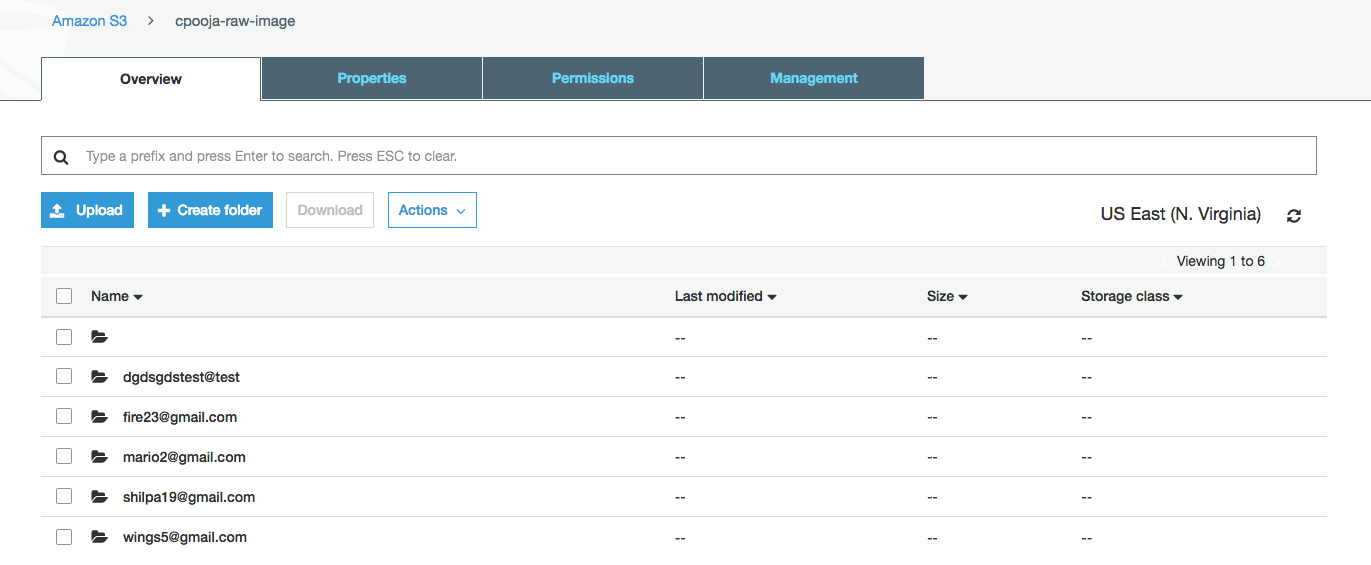 Amazon S3 > cpooja-raw-image
Overview Properties Permissions Management
Type a prefix and press Enter to search. Press ESC to clear.
Upload + Create folder Download Actions
US East (N. Virginia)
Viewing 1 to 6
Name Last modified Size Storage class
-- -- --
dgdsgdstest@test -- -- --
fire23@gmail.com -- -- --
mario2@gmail.com -- -- --
shilpa19@gmail.com -- -- --
wings5@gmail.com -- -- --